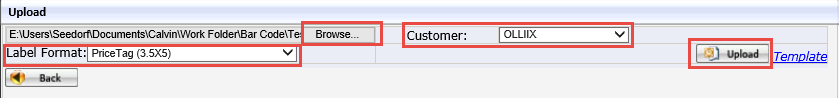 Upload
E:\Users\Seedorf\Documents\Calvin\Work Folder\Bar Code\Tes Browse... Customer: OLLIIX
Label Format: PriceTag (3.5X5) Upload Template
Back